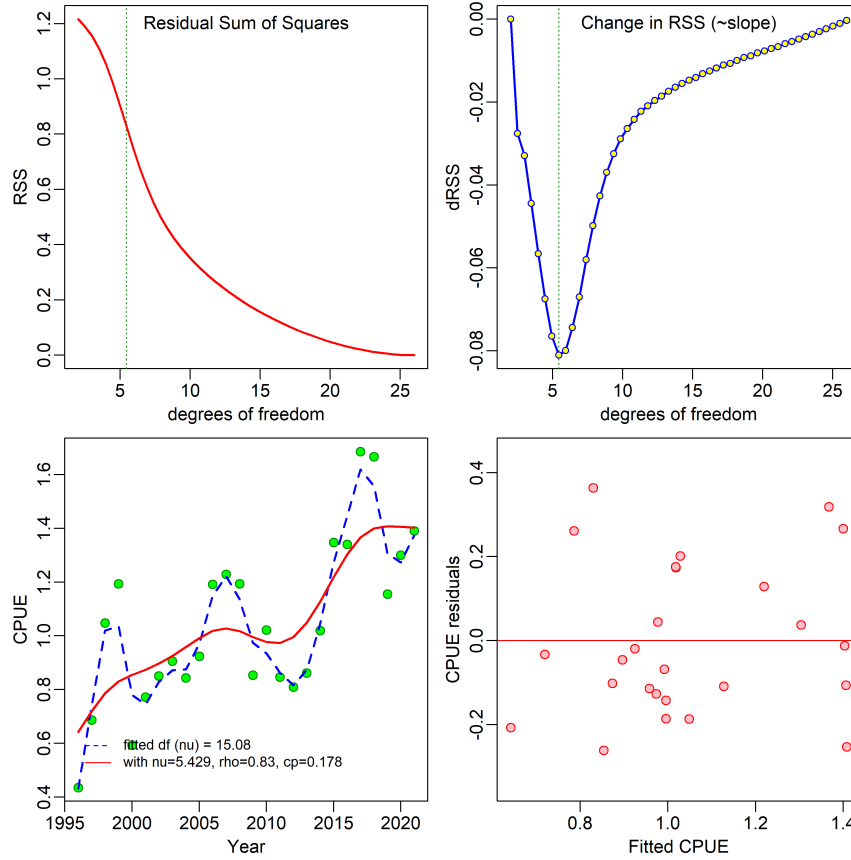 Residual Sum of Squares
RSS
0.0 0.2 0.4 0.6 0.8 1.0 1.2
5 10 15 20 25
degrees of freedom
Change in RSS (~slope)
dRSS
-0.08 -0.06 -0.04 -0.02 0.00
5 10 15 20 25
degrees of freedom
CPUE
0.4 0.6 0.8 1.0 1.2 1.4 1.6
fitted df (nu) = 15.08
with nu=5.429, rho=0.83, cp=0.178
1995 2000 2005 2010 2015 2020
Year
CPUE residuals
-0.2 0.0 0.2 0.4
0.8 1.0 1.2 1.4
Fitted CPUE